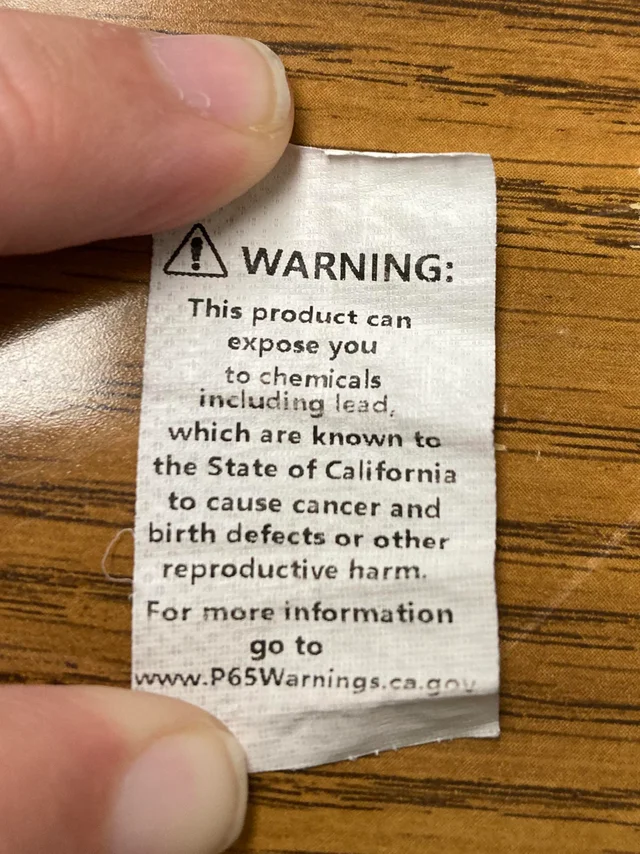 WARNING:
This product can
expose you
to chemicals
including lead,
which are known to
the State of California
to cause cancer and
birth defects or other
reproductive harm.
For more information
go to
www.P65Warnings.ca.gov